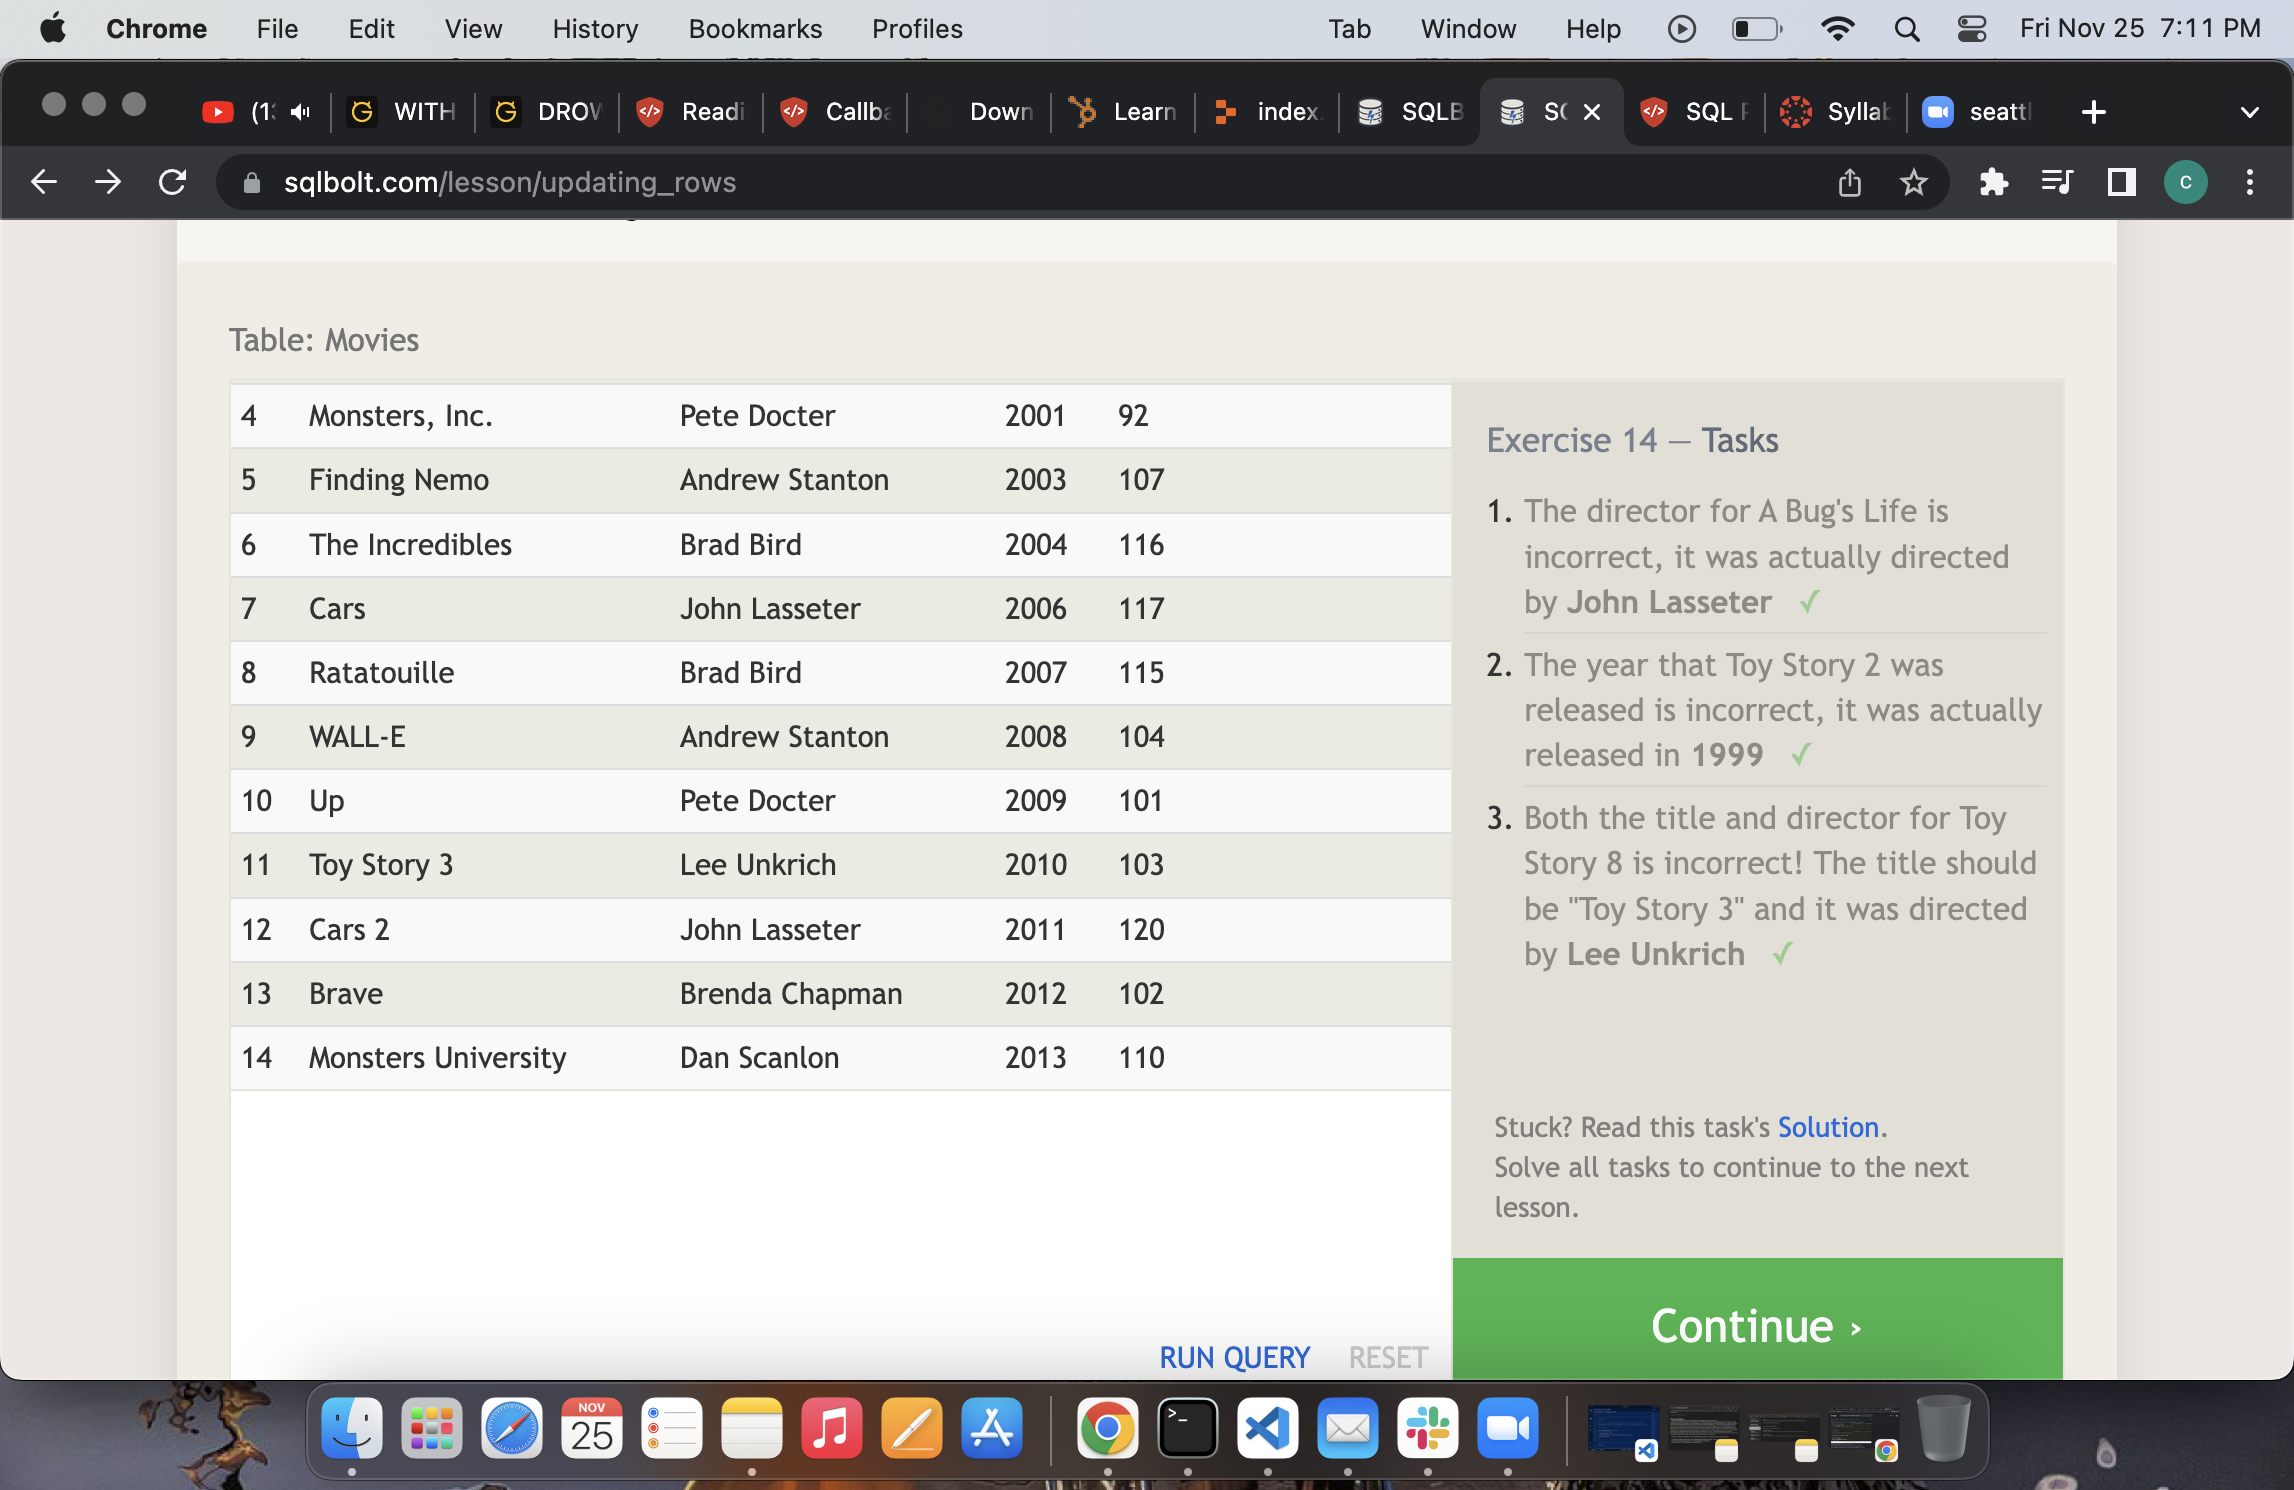 Chrome File Edit View History Bookmarks Profiles Tab Window Help Fri Nov 25 7:11 PM
WITH DROW Readi Callba Down Learn index. SQLB SQL Syllab seattl
sqlbolt.com/lesson/updating_rows C
Table: Movies
4 Monsters, Inc. Pete Docter 2001 92
5 Finding Nemo Andrew Stanton 2003 107
6 The Incredibles Brad Bird 2004 116
7 Cars John Lasseter 2006 117
8 Ratatouille Brad Bird 2007 115
9 WALL-E Andrew Stanton 2008 104
10 Up Pete Docter 2009 101
11 Toy Story 3 Lee Unkrich 2010 103
12 Cars 2 John Lasseter 2011 120
13 Brave Brenda Chapman 2012 102
14 Monsters University Dan Scanlon 2013 110
RUN QUERY RESET
Exercise 14 — Tasks
1. The director for A Bug's Life is
incorrect, it was actually directed
by John Lasseter ✓
2. The year that Toy Story 2 was
released is incorrect, it was actually
released in 1999 ✓
3. Both the title and director for Toy
Story 8 is incorrect! The title should
be "Toy Story 3" and it was directed
by Lee Unkrich ✓
Stuck? Read this task's Solution.
Solve all tasks to continue to the next
lesson.
Continue ›
NOV
25